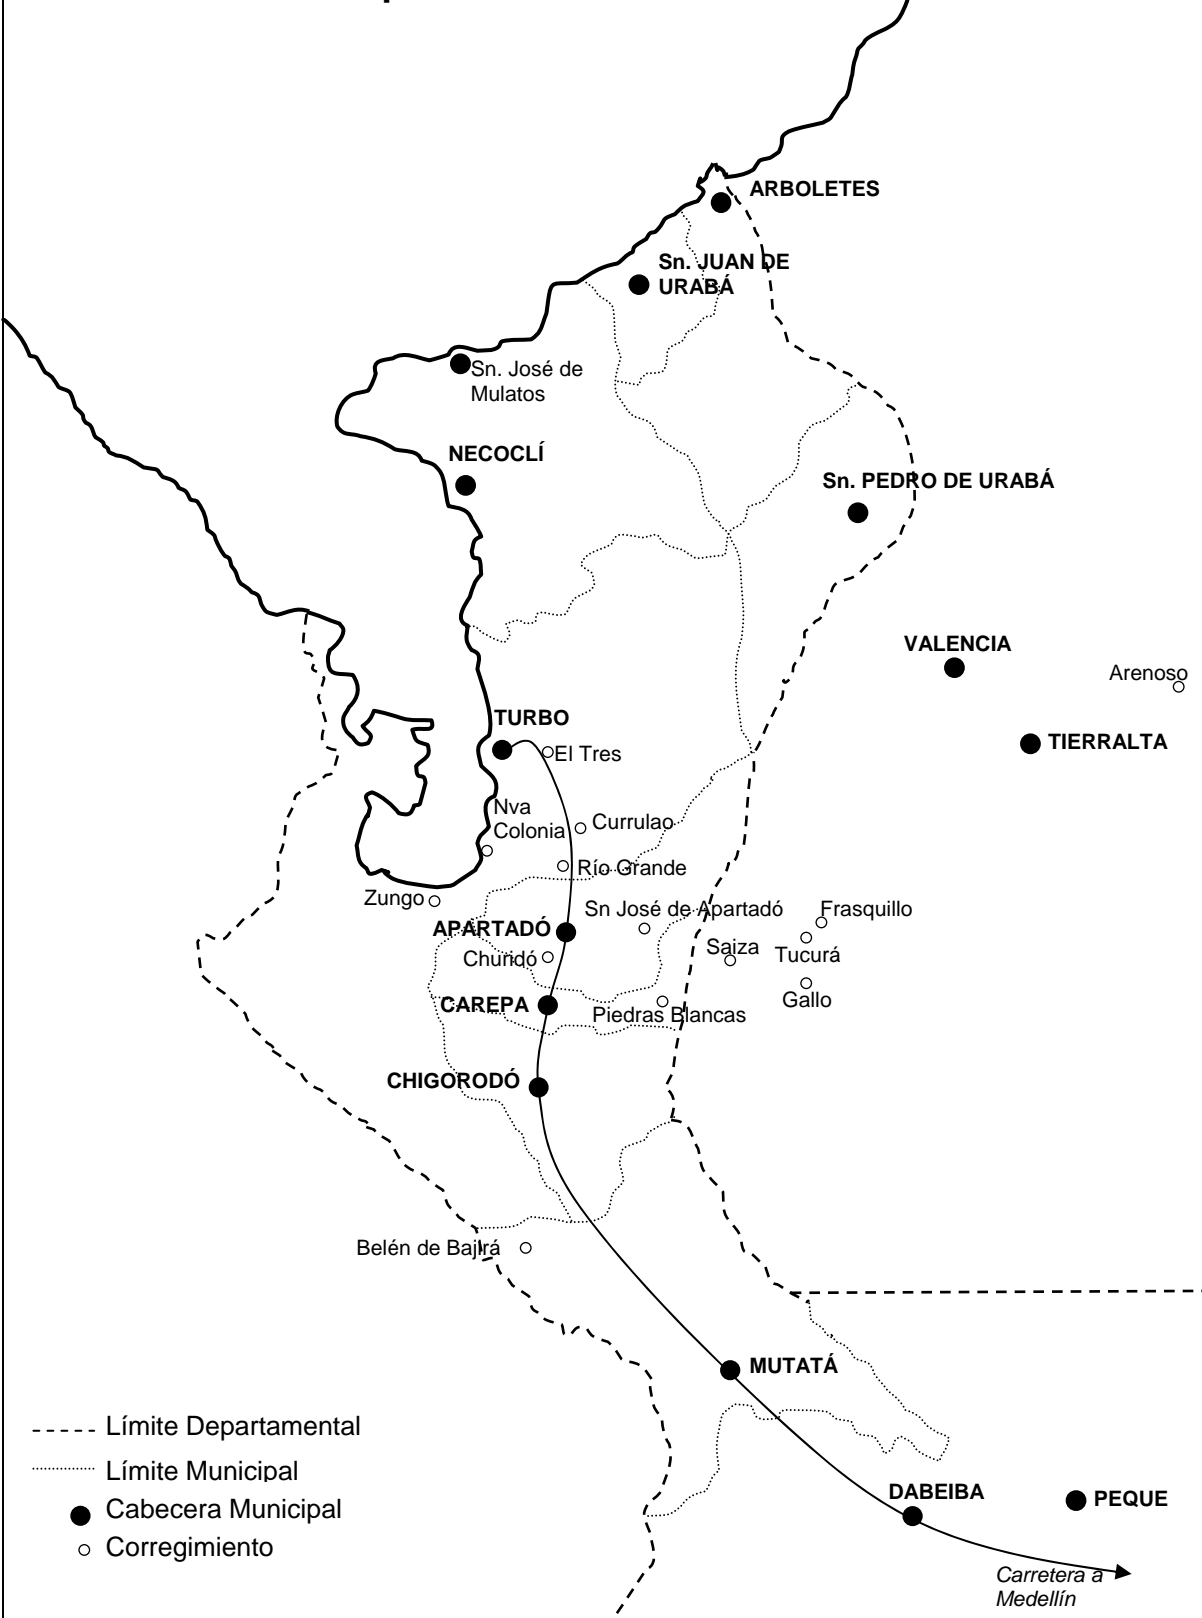 ARBOLETES
Sn. JUAN DE
URABÁ
Sn. José de
Mulatos
NECOCLÍ
Sn. PEDRO DE URABÁ
VALENCIA
Arenoso
TURBO
TIERRALTA
El Tres
Nva
Colonia
Currulao
Río Grande
Zungo
Sn José de Apartadó
Frasquillo
APARTADÓ
Saiza
Tucurá
Churidó
Gallo
CAREPA
Piedras Blancas
CHIGORODÓ
Belén de Bajirá
MUTATÁ
Límite Departamental
Límite Municipal
Cabecera Municipal
Corregimiento
DABEIBA
PEQUE
Carretera a
Medellín